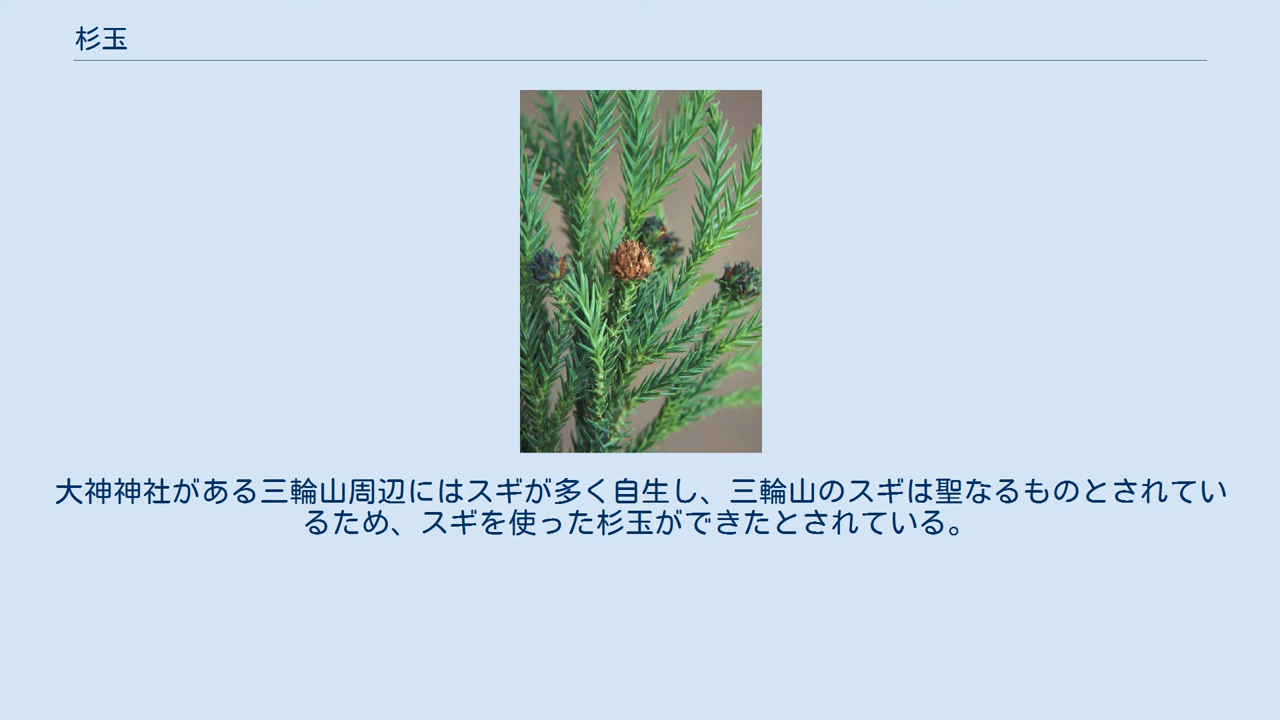 杉玉
大神神社がある三輪山周辺にはスギが多く自生し、三輪山のスギは聖なるものとされてい
るため、スギを使った杉玉ができたとされている。